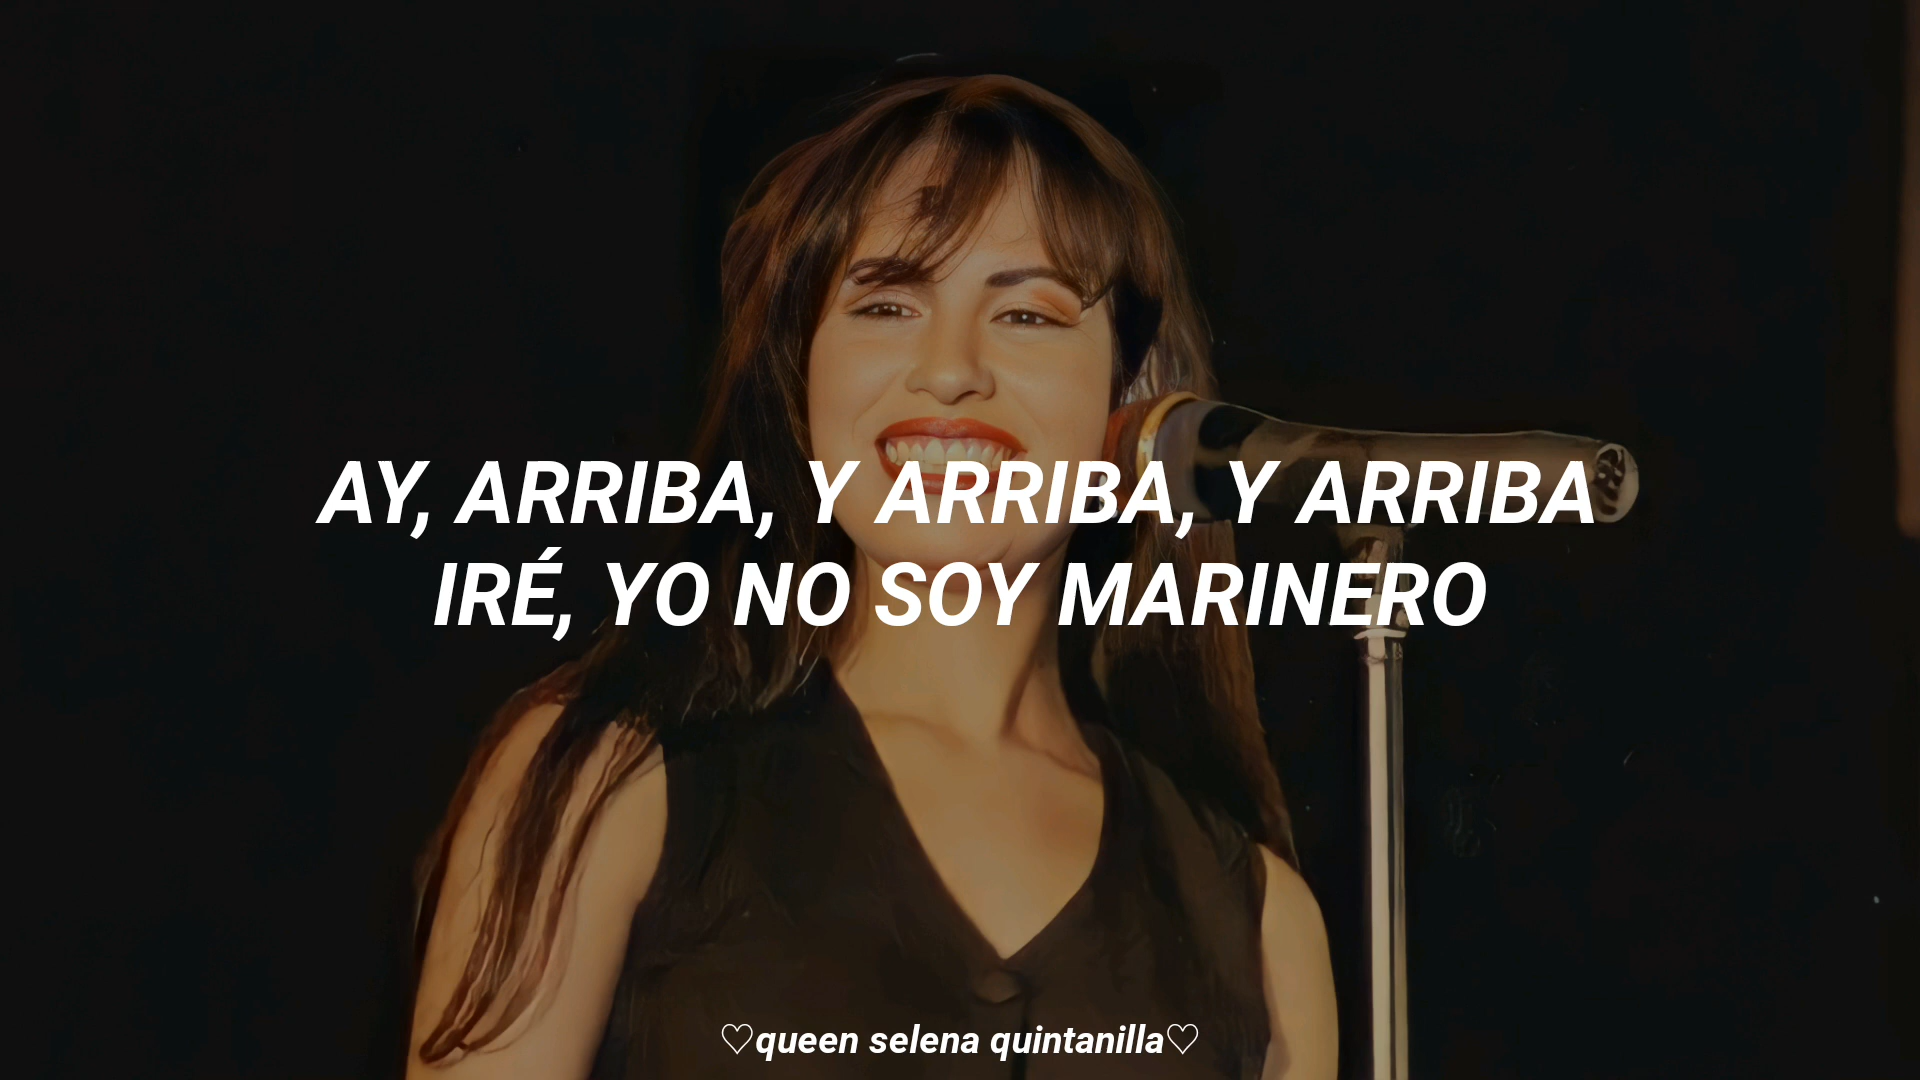 AY, ARRIBA, Y ARRIBA, Y ARRIBA
IRÉ, YO NO SOY MARINERO
♡queen selena quintanilla♡